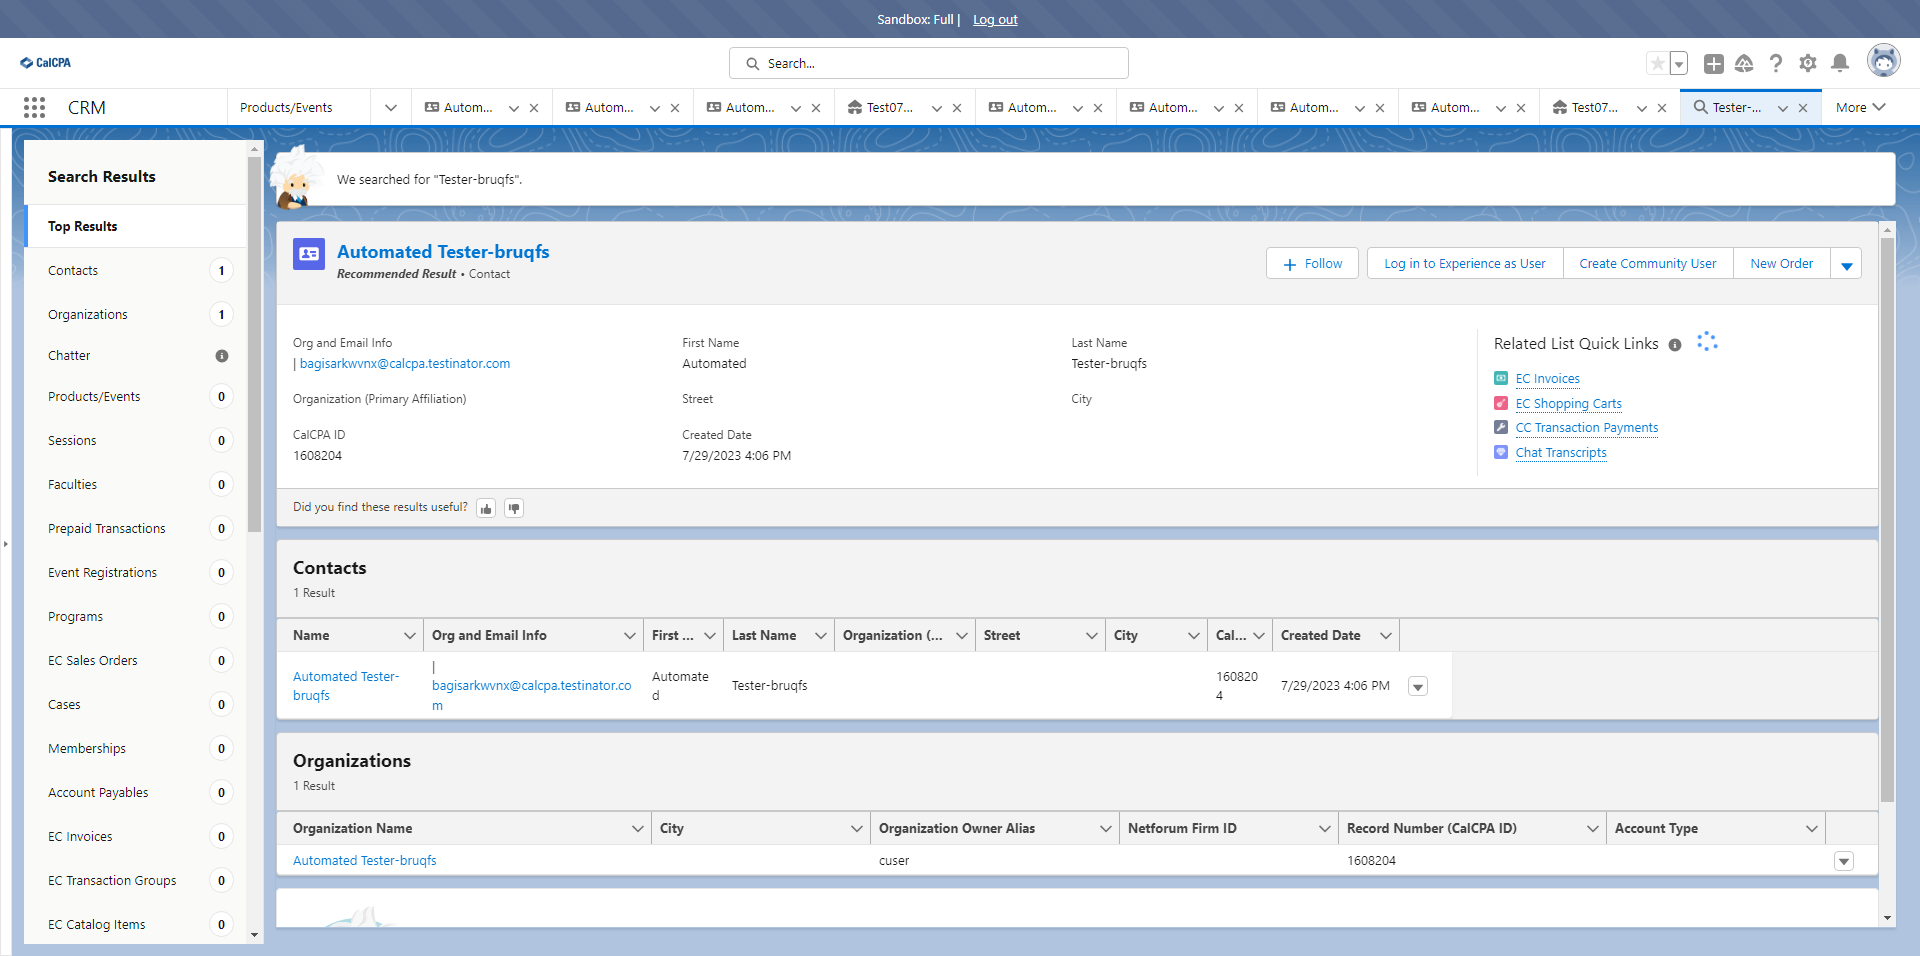 Sandbox: Full | Log out
CalCPA
Search...
CRM
Products/Events
Autom...
Autom...
Autom...
Test07...
Autom...
Autom...
Autom...
Autom...
Test07...
Tester-...
More
Search Results
Top Results
Contacts 1
Organizations 1
Chatter
Products/Events 0
Sessions 0
Faculties 0
Prepaid Transactions 0
Event Registrations 0
Programs 0
EC Sales Orders 0
Cases 0
Memberships 0
Account Payables 0
EC Invoices 0
EC Transaction Groups 0
EC Catalog Items 0
We searched for "Tester-bruqfs".
Automated Tester-bruqfs
Recommended Result • Contact
Follow
Log in to Experience as User
Create Community User
New Order
Org and Email Info
| bagisarkwvnx@calcpa.testinator.com
First Name
Automated
Last Name
Tester-bruqfs
Organization (Primary Affiliation)
Street
City
CalCPA ID
1608204
Created Date
7/29/2023 4:06 PM
Related List Quick Links
EC Invoices
EC Shopping Carts
CC Transaction Payments
Chat Transcripts
Did you find these results useful?
Contacts
1 Result
Name Org and Email Info First ... Last Name Organization (... Street City Cal... Created Date
Automated Tester-
bruqfs
|
bagisarkwvnx@calcpa.testinator.co
m
Automate
d
Tester-bruqfs
160820
4
7/29/2023 4:06 PM
Organizations
1 Result
Organization Name City Organization Owner Alias Netforum Firm ID Record Number (CalCPA ID) Account Type
Automated Tester-bruqfs cuser 1608204